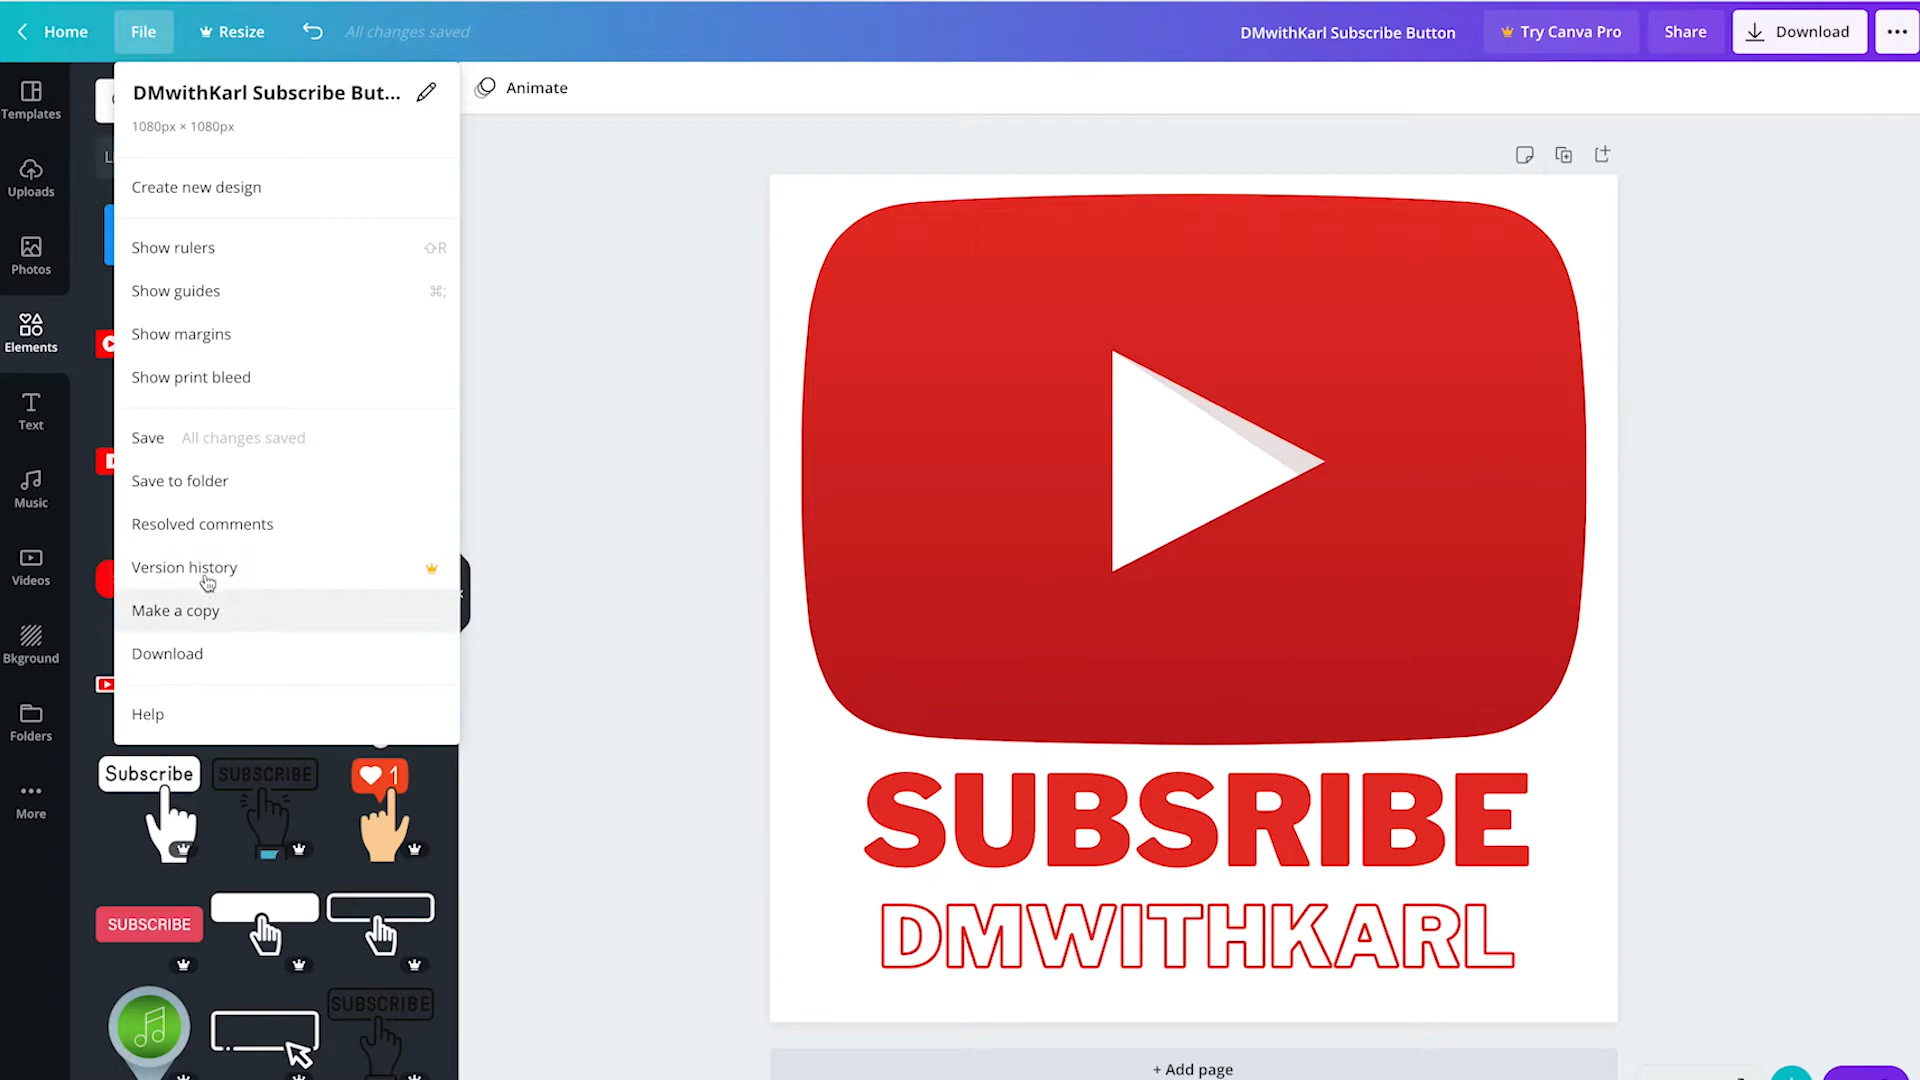 Home File Resize All changes saved DMwithKarl Subscribe Button Try Canva Pro Share Download
DMwithKarl Subscribe But...
1080px × 1080px
Create new design
Show rulers ⇧R
Show guides ⌘;
Show margins
Show print bleed
Save All changes saved
Save to folder
Resolved comments
Version history
Make a copy
Download
Help
Templates
Uploads
Photos
Elements
Text
Music
Videos
Bkground
Folders
More
Animate
Subscribe SUBSCRIBE 1
SUBSCRIBE
SUBSCRIBE
SUBSRIBE
DMWITHKARL
+ Add page